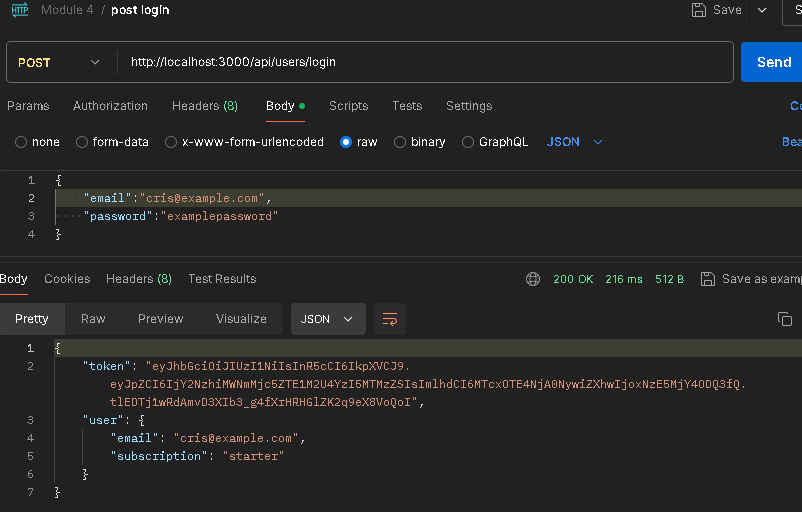 HTTP Module 4 / post login Save S
POST http://localhost:3000/api/users/login Send
Params Authorization Headers (8) Body Scripts Tests Settings Co
none form-data x-www-form-urlencoded raw binary GraphQL JSON Bea
1 {
2 "email":"cris@example.com",
3 "password":"examplepassword"
4 }
Body Cookies Headers (8) Test Results 200 OK 216 ms 512 B Save as examp
Pretty Raw Preview Visualize JSON
1 {
2 "token": "eyJhbGciOiJIUzI1NiIsInR5cCI6IkpXVCJ9.
eyJpZCI6IjY2NzhiMWNmMjc5ZTE1M2U4YzI5MTMzZSIsImlhdCI6MTcxOTE4NjA0NywiZXhwIjoxNzE5MjY4ODQ3fQ.
tlEDTj1wRdAmvD3XIb3_g4fXrHRHGlZK2q9eX8VoQoI",
3 "user": {
4 "email": "cris@example.com",
5 "subscription": "starter"
6 }
7 }